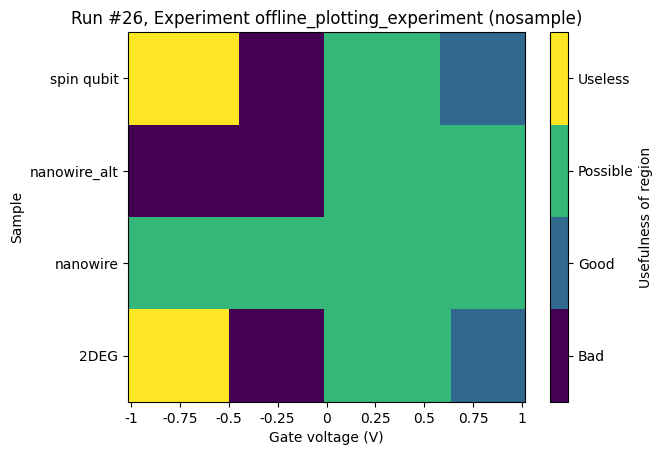 Run #26, Experiment offline_plotting_experiment (nosample)
spin qubit
nanowire_alt
nanowire
2DEG
Sample
-1
-0.75
-0.5
-0.25
0
0.25
0.5
0.75
1
Gate voltage (V)
Useless
Possible
Good
Bad
Usefulness of region